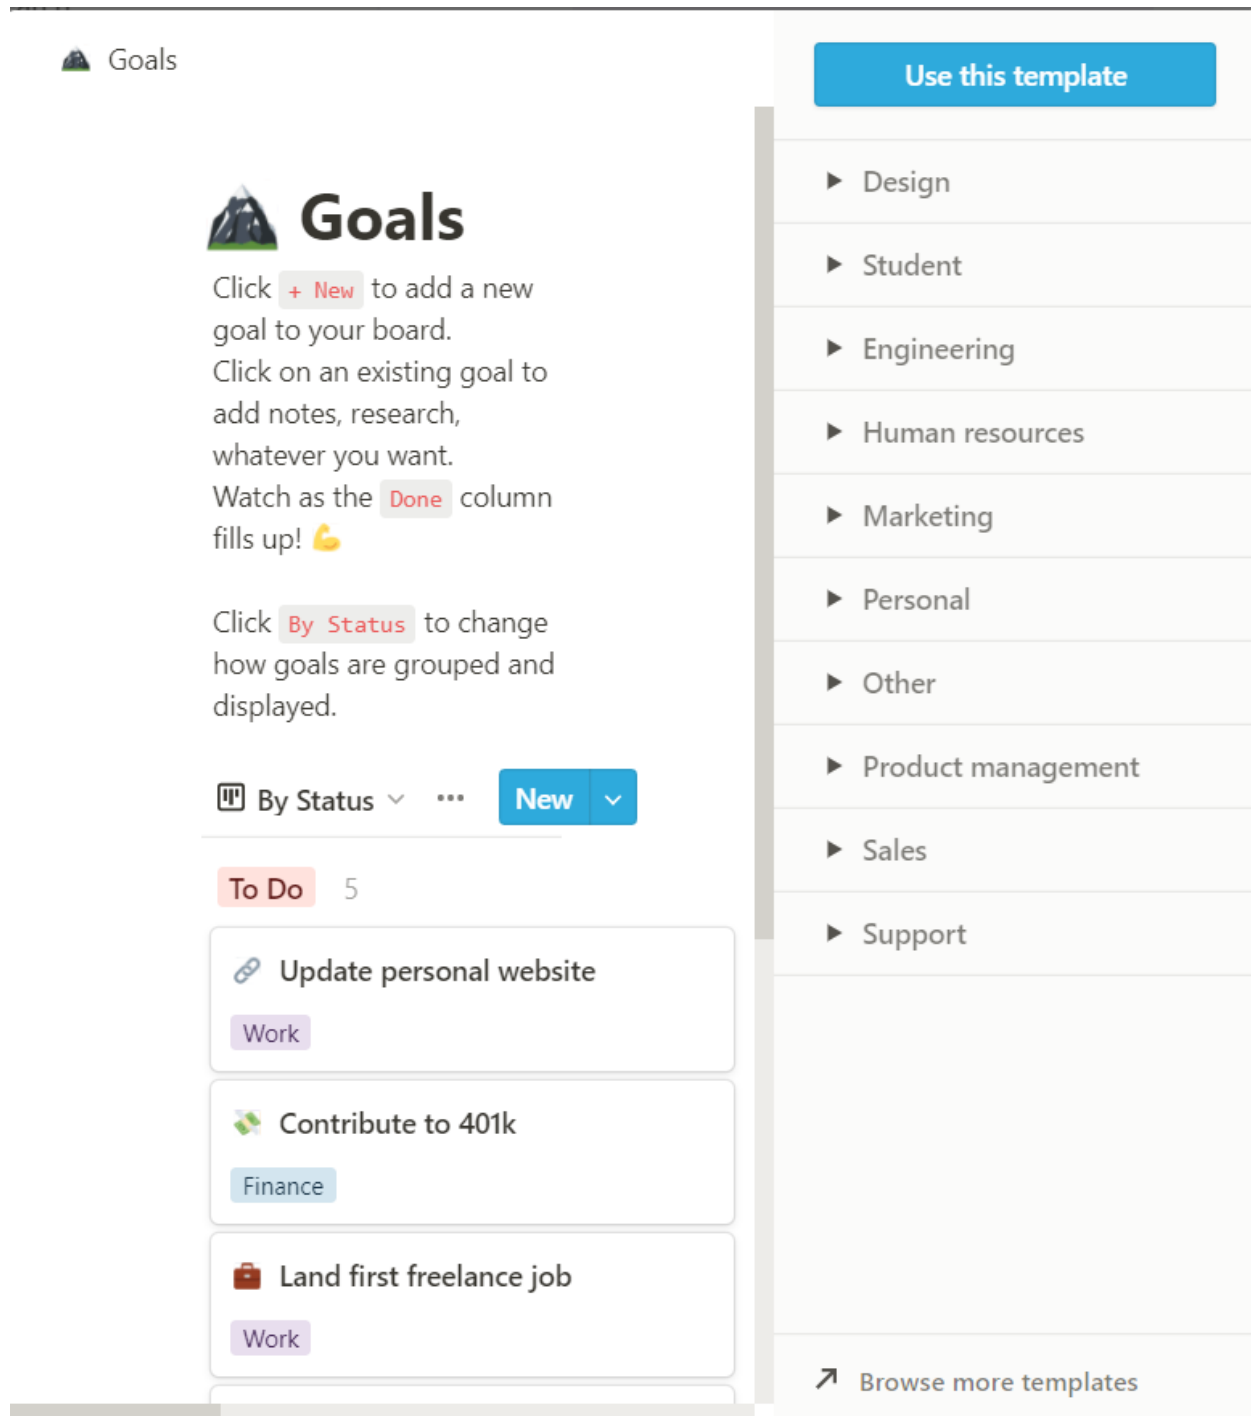 Goals
Goals
Click + New to add a new
goal to your board.
Click on an existing goal to
add notes, research,
whatever you want.
Watch as the Done column
fills up!
Click By Status to change
how goals are grouped and
displayed.
By Status ••• New
To Do 5
Update personal website
Work
Contribute to 401k
Finance
Land first freelance job
Work
Use this template
Design
Student
Engineering
Human resources
Marketing
Personal
Other
Product management
Sales
Support
Browse more templates